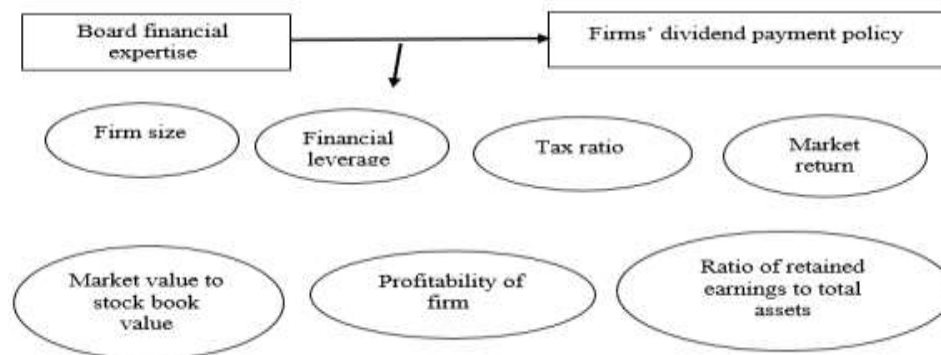 Board financial
expertise
Firms' dividend payment policy
Firm size
Financial
leverage
Tax ratio
Market
return
Market value to
stock book
value
Profitability of
firm
Ratio of retained
earnings to total
assets